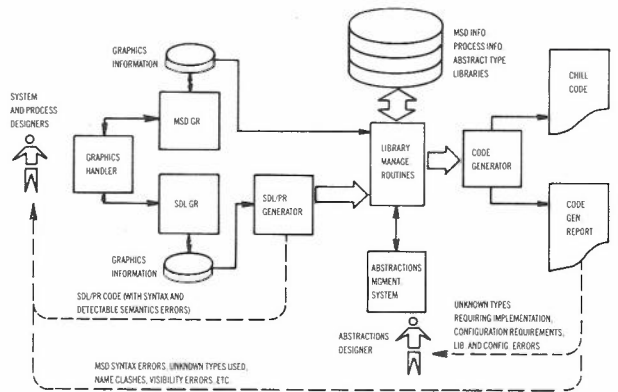 GRAPHICS
INFORMATION
MSD INFO
PROCESS INFO
ABSTRACT TYPE
LIBRARIES
CHILL
CODE
SYSTEM
AND PROCESS
DESIGNERS
MSD GR
GRAPHICS
HANDLER
LIBRARY
MANAGE
ROUTINES
CODE
GENERATOR
SDL GR
SDL/PR
GENERATOR
CODE
GEN
REPORT
GRAPHICS
INFORMATION
ABSTRACTIONS
MGMENT.
SYSTEM
SDL/PR CODE (WITH SYNTAX AND
DETECTABLE SEMANTICS ERRORS)
UNKNOWN TYPES
REQUIRING IMPLEMENTATION,
CONFIGURATION REQUIREMENTS,
LIB AND CONFIG. ERRORS
ABSTRACTIONS
DESIGNER
MSD SYNTAX ERRORS, UNKNOWN TYPES USED,
NAME CLASHES, VISIBILITY ERRORS, ETC